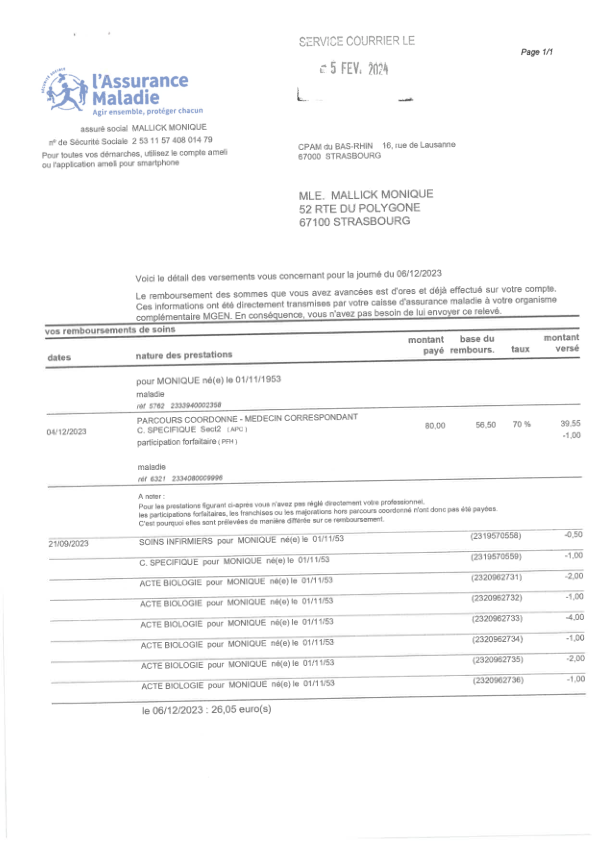 SERVICE COURRIER LE
5 FEV. 2024
Page 1/1
l'Assurance
Maladie
Agir ensemble, protéger chacun
assuré social MALLICK MONIQUE
n° de Sécurité Sociale 2 53 11 57 408 014 79
Pour toutes vos démarches, utilisez le compte ameli
ou l'application ameli pour smartphone
CPAM du BAS-RHIN 16, rue de Lausanne
67000 STRASBOURG
MLE. MALLICK MONIQUE
52 RTE DU POLYGONE
67100 STRASBOURG
Voici le détail des versements vous concernant pour la journé du 06/12/2023
Le remboursement des sommes que vous avez avancées est d'ores et déjà effectué sur votre compte.
Ces informations ont été directement transmises par votre caisse d'assurance maladie à votre organisme
complémentaire MGEN. En conséquence, vous n'avez pas besoin de lui envoyer ce relevé.
vos remboursements de soins
dates nature des prestations montant payé base du rembours. taux montant versé
pour MONIQUE né(e) le 01/11/1953
maladie
réf 5762 2333940002358
04/12/2023 PARCOURS COORDONNE - MEDECIN CORRESPONDANT
C. SPECIFIQUE Sect2 (APC) 80,00 56,50 70 % 39,55
participation forfaitaire (PFH) -1,00
maladie
réf 6321 2334080009996
A noter :
Pour les prestations figurant ci-après vous n'avez pas réglé directement votre professionnel.
les participations forfaitaires, les franchises ou les majorations hors parcours coordonné n'ont donc pas été payées.
C'est pourquoi elles sont prélevées de manière différée sur ce remboursement.
21/09/2023 SOINS INFIRMIERS pour MONIQUE né(e) le 01/11/53 (2319570558) -0,50
C. SPECIFIQUE pour MONIQUE né(e) le 01/11/53 (2319570559) -1,00
ACTE BIOLOGIE pour MONIQUE né(e) le 01/11/53 (2320962731) -2,00
ACTE BIOLOGIE pour MONIQUE né(e) le 01/11/53 (2320962732) -1,00
ACTE BIOLOGIE pour MONIQUE né(e) le 01/11/53 (2320962733) -4,00
ACTE BIOLOGIE pour MONIQUE né(e) le 01/11/53 (2320962734) -1,00
ACTE BIOLOGIE pour MONIQUE né(e) le 01/11/53 (2320962735) -2,00
ACTE BIOLOGIE pour MONIQUE né(e) le 01/11/53 (2320962736) -1,00
le 06/12/2023 : 26,05 euro(s)